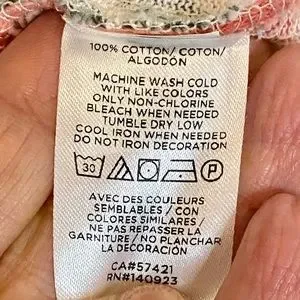 100% COTTON/ COTON/
ALGODÓN
MACHINE WASH COLD
WITH LIKE COLORS
ONLY NON-CHLORINE
BLEACH WHEN NEEDED
TUMBLE DRY LOW
COOL IRON WHEN NEEDED
DO NOT IRON DECORATION
30 P
AVEC DES COULEURS
SEMBLABLES / CON
COLORES SIMILARES /
NE PAS REPASSER LA
GARNITURE/ NO PLANCHAR
LA DECORACIÓN
CA#57421
RN#140923